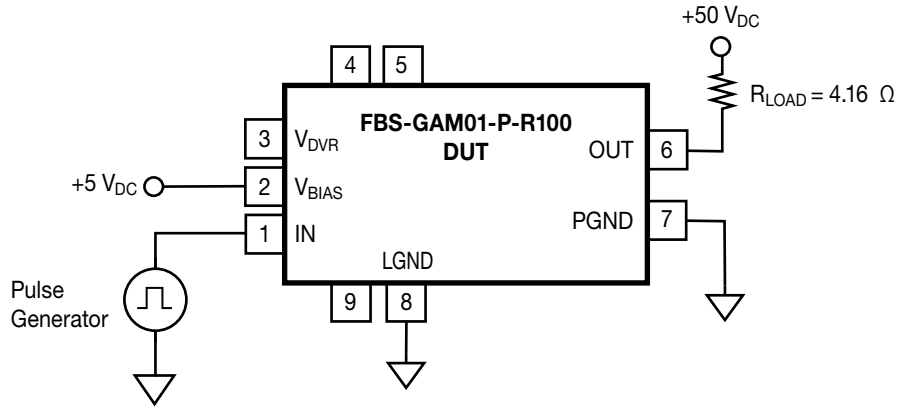 +50 V_DC
4
5
R_LOAD = 4.16 Ω
FBS-GAM01-P-R100
DUT
3
V_DVR
OUT
6
+5 V_DC
2
V_BIAS
PGND
7
1
IN
LGND
Pulse
Generator
9
8